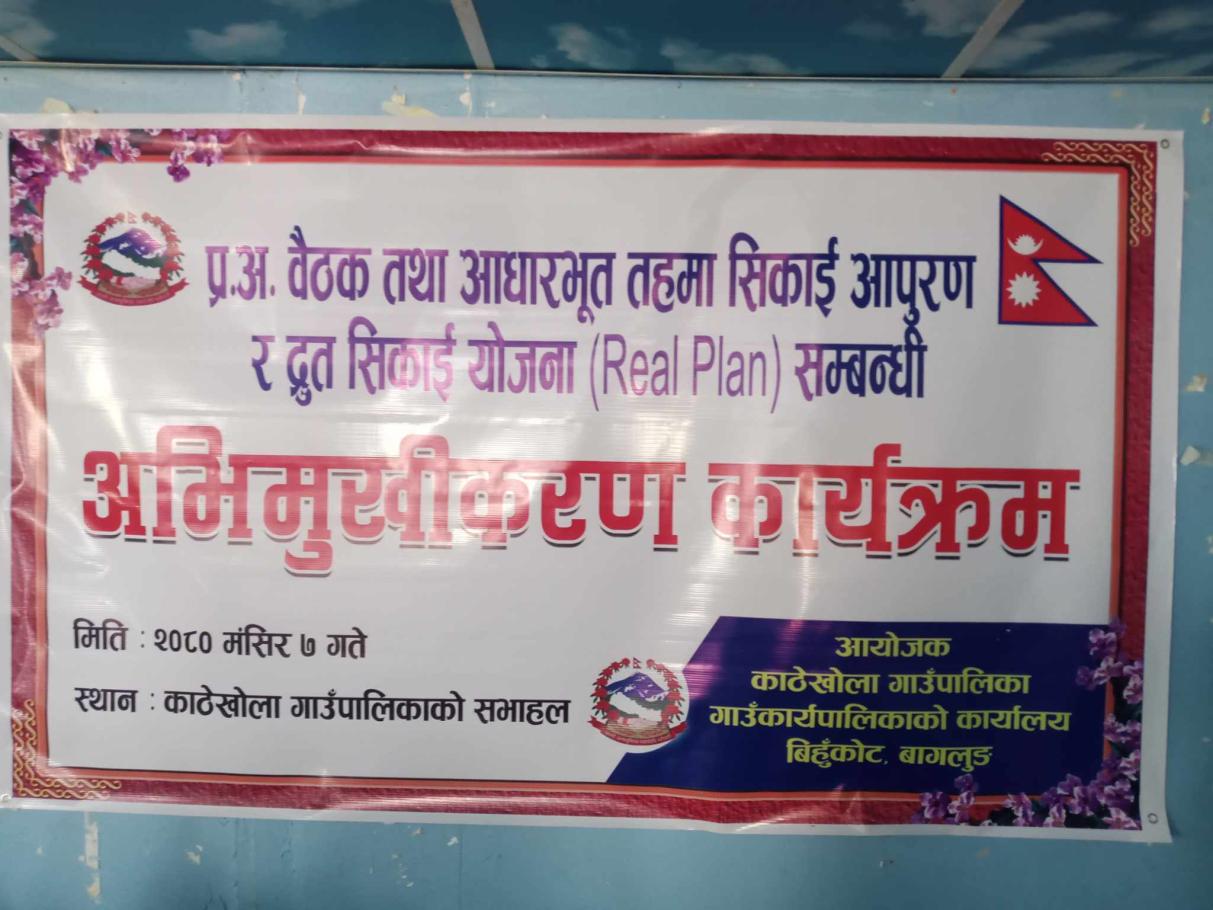 प्र.अ. वैठक तथा आधारभूत तहमा सिकाई आपुरण
र द्रुत सिकाई योजना (Real Plan) सम्बन्धी
अभिमुखीकरण कार्यक्रम
मिति : २०८० मंसिर ७ गते
स्थान : काठेखोला गाउँपालिकाको सभाहल
आयोजक
काठेखोला गाउँपालिका
गाउँकार्यपालिकाको कार्यालय
बिहुँकोट, बागलुङ